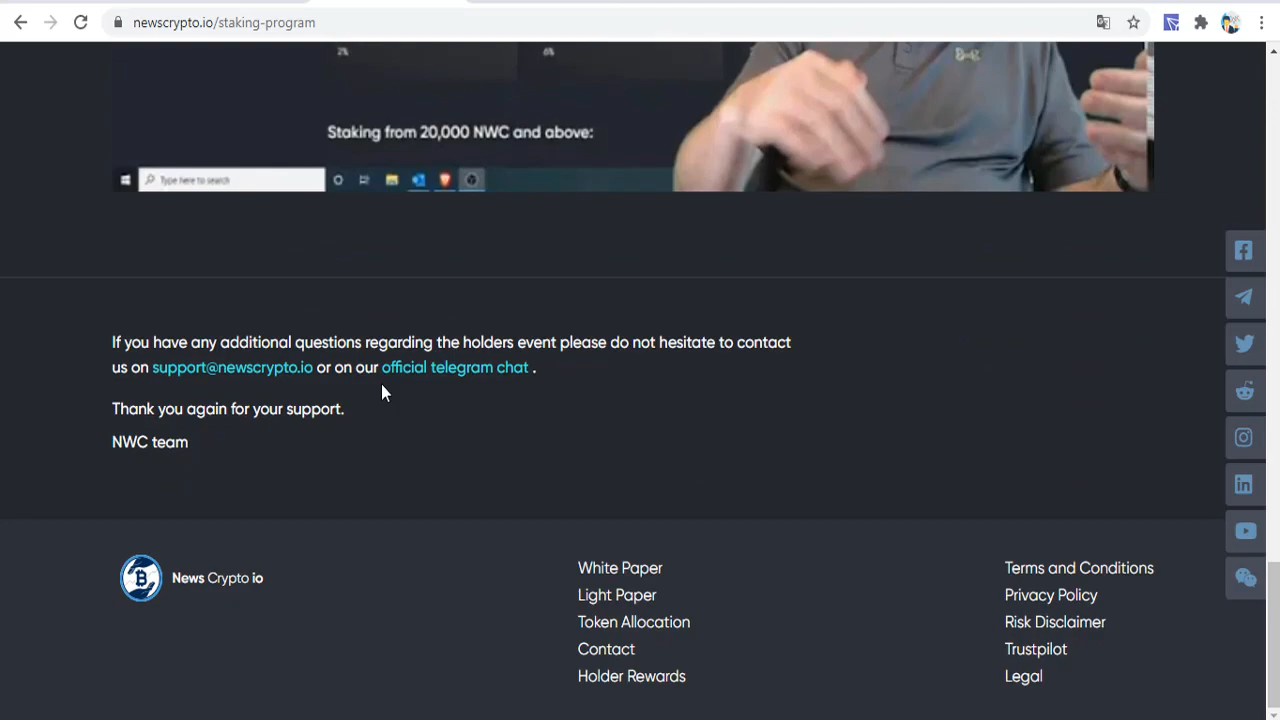 newscrypto.io/staking-program
2%
6%
Staking from 20,000 NWC and above:
Type here to search
If you have any additional questions regarding the holders event please do not hesitate to contact
us on support@newscrypto.io or on our official telegram chat .
Thank you again for your support.
NWC team
News Crypto io
White Paper
Light Paper
Token Allocation
Contact
Holder Rewards
Terms and Conditions
Privacy Policy
Risk Disclaimer
Trustpilot
Legal